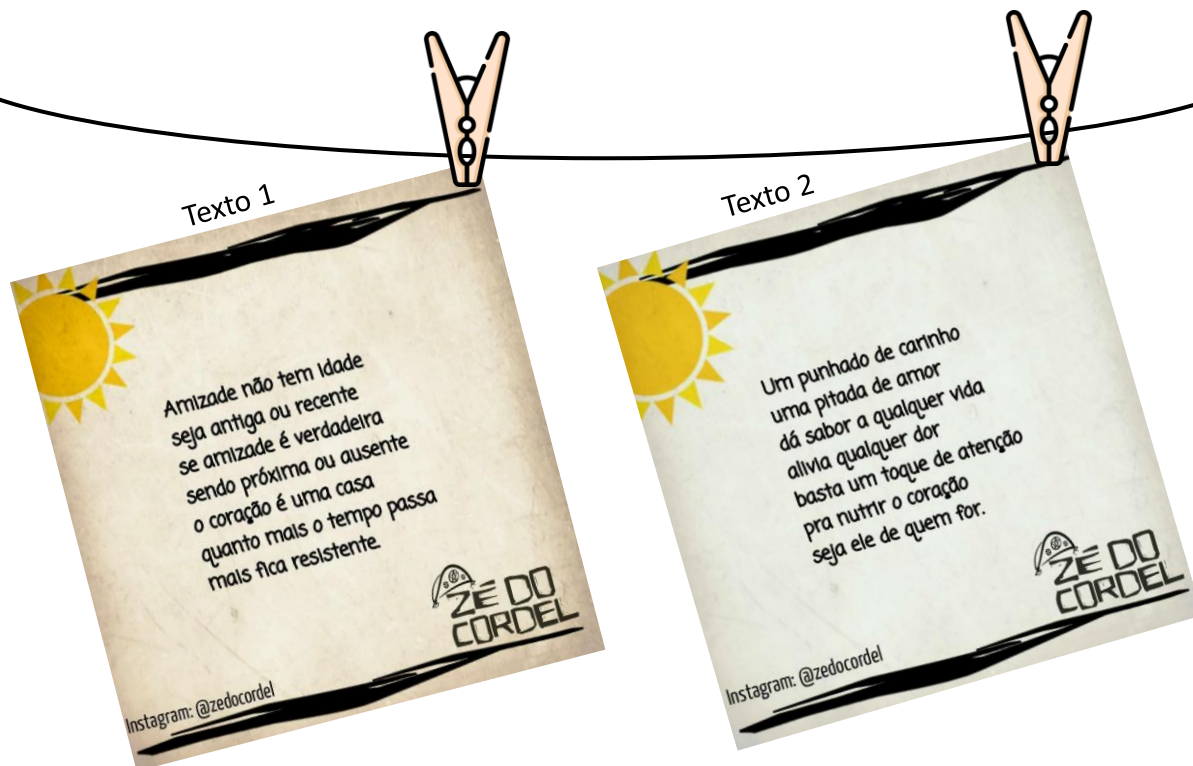 Texto 1
Amizade não tem idade
seja antiga ou recente
se amizade é verdadeira
sendo próxima ou ausente
o coração é uma casa
quanto mais o tempo passa
mais fica resistente.
ZÉ DO
CORDEL
Instagram: @zedocordel
Texto 2
Um punhado de carinho
uma pitada de amor
dá sabor a qualquer vida
alivia qualquer dor
basta um toque de atenção
pra nutrir o coração
seja ele de quem for.
ZÉ DO
CORDEL
Instagram: @zedocordel